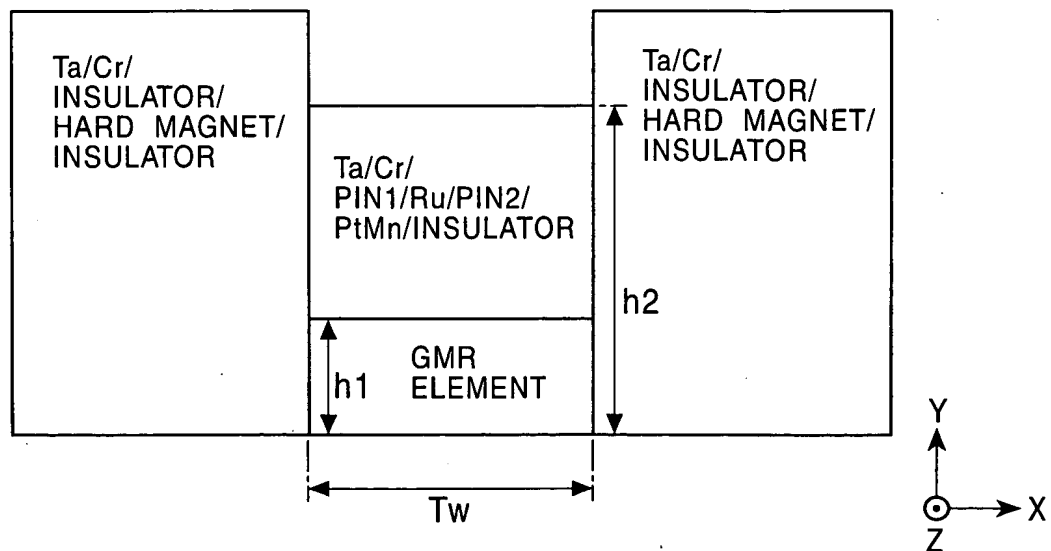 Ta/Cr/
INSULATOR/
HARD MAGNET/
INSULATOR
Ta/Cr/
PIN1/Ru/PIN2/
PtMn/INSULATOR
Ta/Cr/
INSULATOR/
HARD MAGNET/
INSULATOR
h2
h1
GMR
ELEMENT
Tw
Y
X
Z